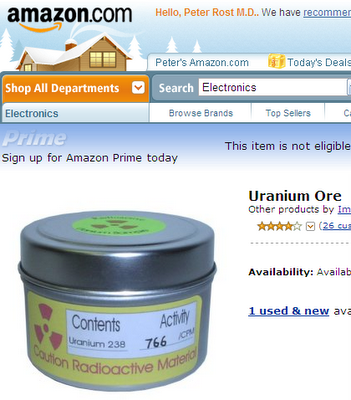 amazon.com
Hello, Peter Rost M.D.. We have recommer
Peter's Amazon.com Today's Deals
Shop All Departments Search Electronics
Electronics Browse Brands Top Sellers
Prime
Sign up for Amazon Prime today This item is not eligible
Uranium Ore
Other products by Im
(26 cus
Availability: Availab
1 used & new ava
Contents Activity
Uranium 238 766 /CPM
Caution Radioactive Material